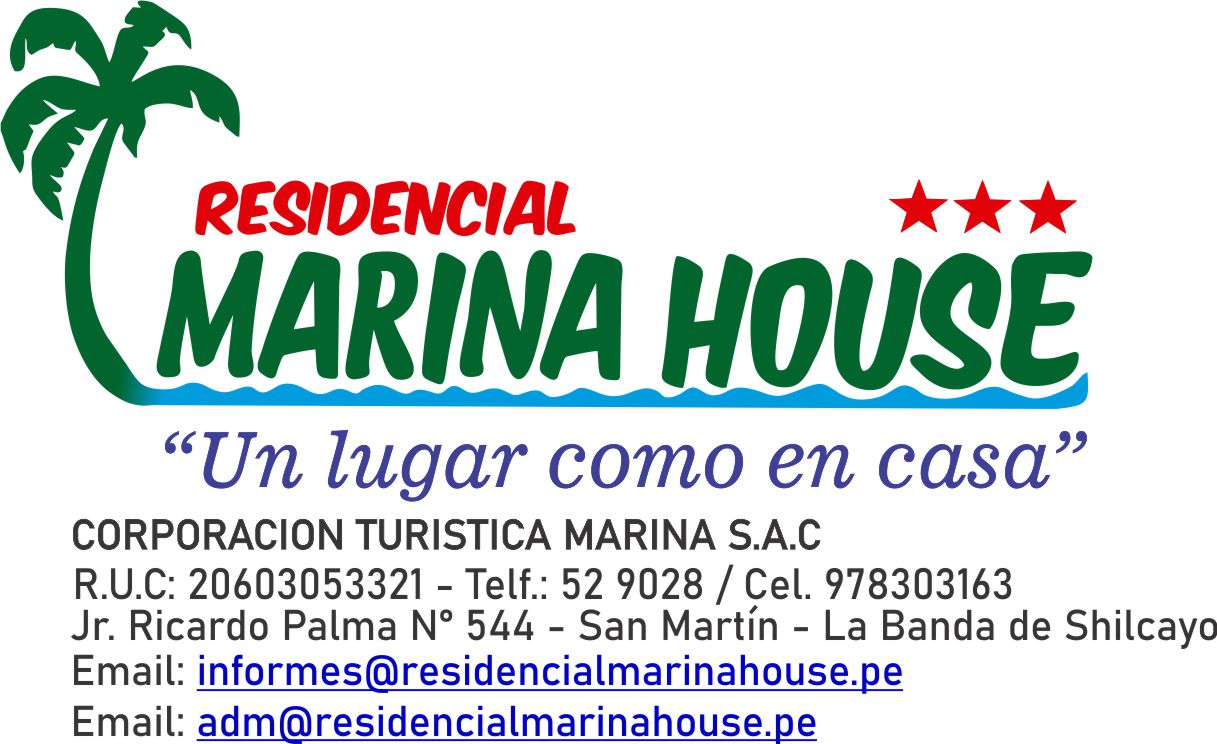 RESIDENCIAL
MARINA HOUSE
“Un lugar como en casa”
CORPORACION TURISTICA MARINA S.A.C
R.U.C: 20603053321 - Telf.: 52 9028 / Cel. 978303163
Jr. Ricardo Palma N° 544 - San Martín - La Banda de Shilcayo
Email: informes@residencialmarinahouse.pe
Email: adm@residencialmarinahouse.pe